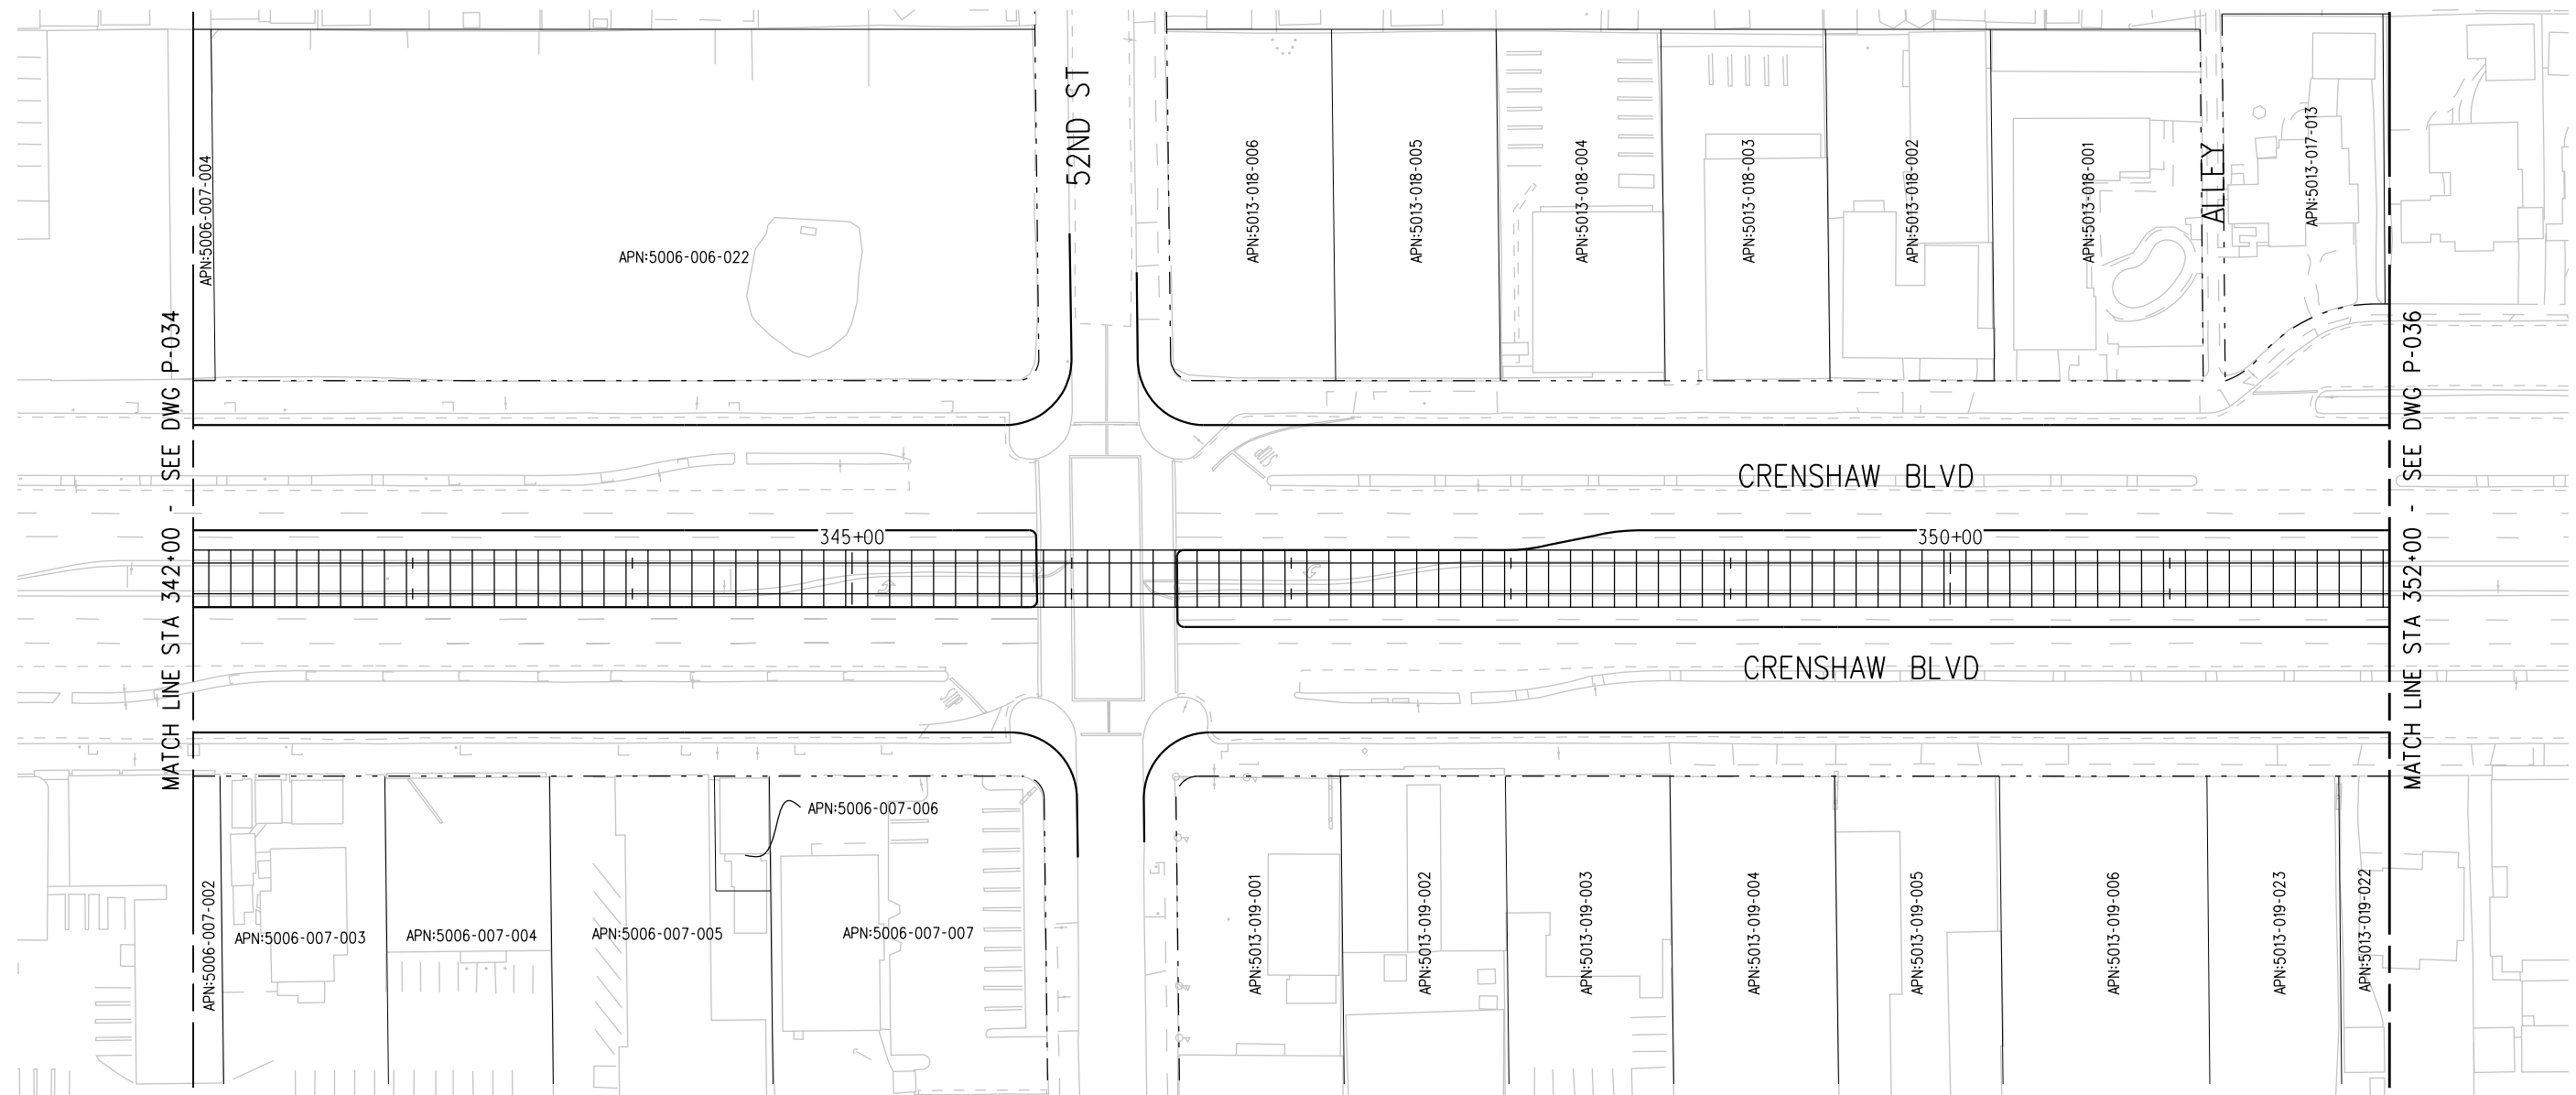 MATCH LINE STA 342+00 - SEE DWG P-034
APN:5006-007-004
APN:5006-006-022
52ND ST
APN:5013-018-006
APN:5013-018-005
APN:5013-018-004
APN:5013-018-003
APN:5013-018-002
APN:5013-018-001
ALLEY
APN:5013-017-013
MATCH LINE STA 352+00 - SEE DWG P-036
Slip
CRENSHAW BLVD
345+00
350+00
CRENSHAW BLVD
Slip
APN:5006-007-002
APN:5006-007-003
APN:5006-007-004
APN:5006-007-005
APN:5006-007-006
APN:5006-007-007
APN:5013-019-001
APN:5013-019-002
APN:5013-019-003
APN:5013-019-004
APN:5013-019-005
APN:5013-019-006
APN:5013-019-023
APN:5013-019-022